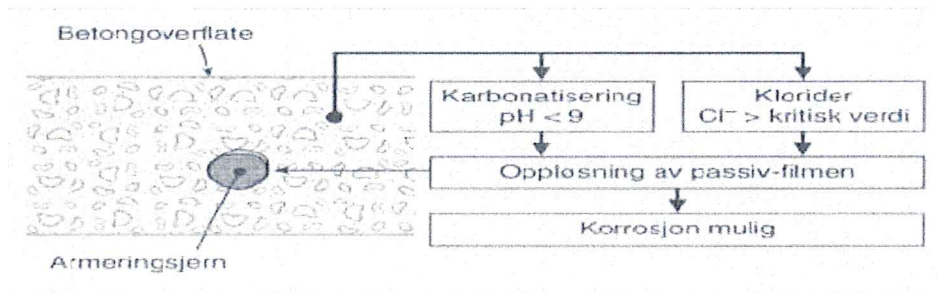 Betongoverflate
Karbonatisering
pH < 9
Klorider
Cl⁻ > kritisk verdi
Oppløsning av passiv-filmen
Korrosjon mulig
Armeringsjern